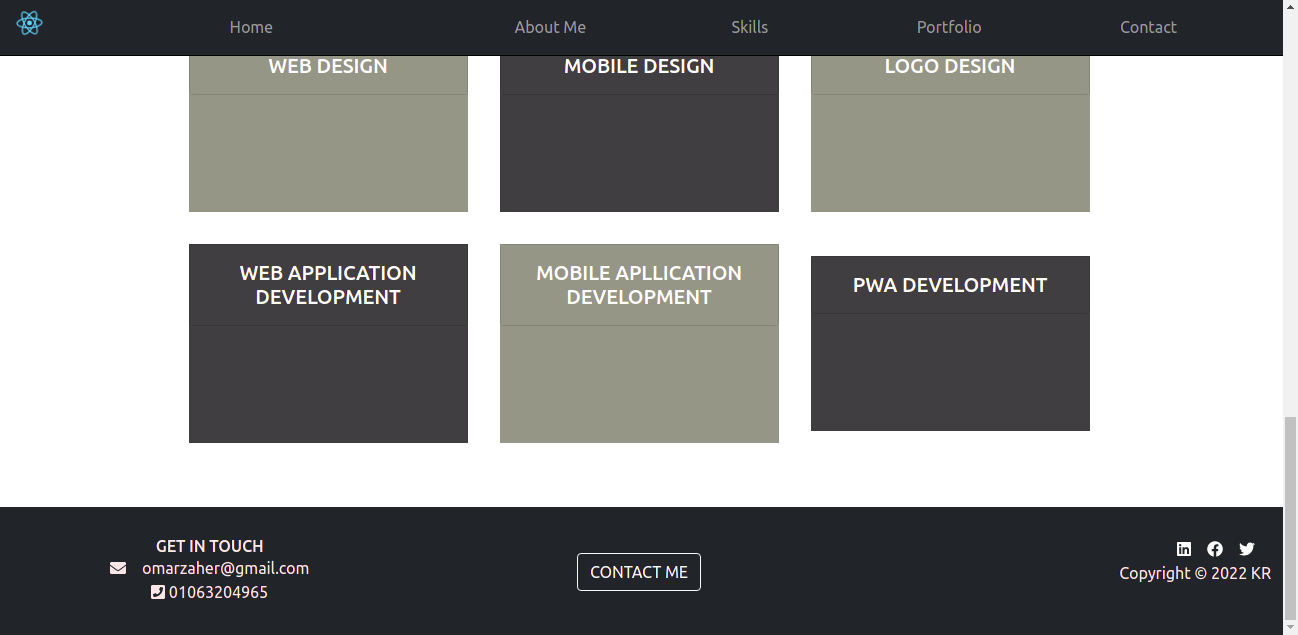 Home About Me Skills Portfolio Contact
WEB DESIGN
MOBILE DESIGN
LOGO DESIGN
WEB APPLICATION
DEVELOPMENT
MOBILE APLLICATION
DEVELOPMENT
PWA DEVELOPMENT
GET IN TOUCH
omarzaher@gmail.com
01063204965
CONTACT ME
Copyright © 2022 KR